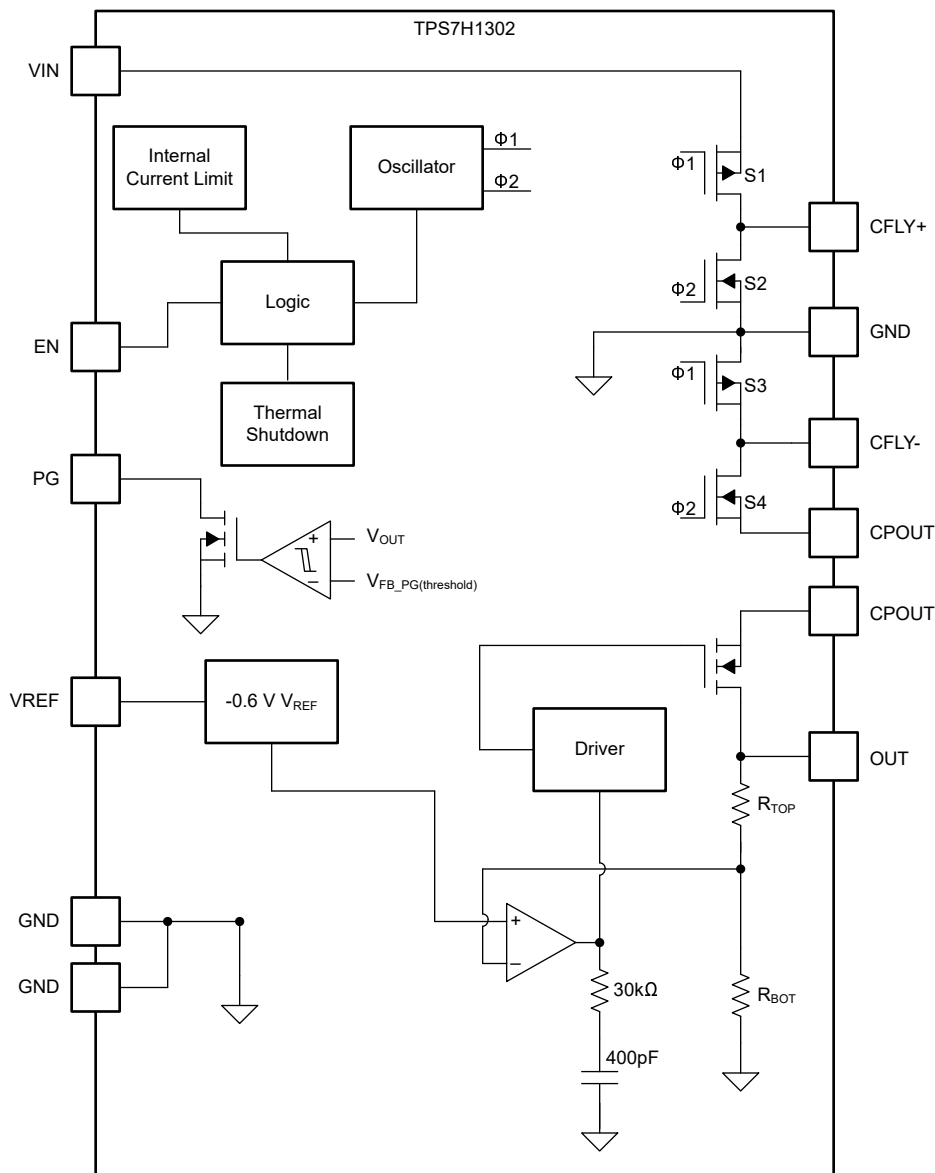 TPS7H1302
VIN
Internal
Current Limit
Oscillator
Φ1
Φ2
Φ1
S1
CFLY+
Φ2
S2
Logic
EN
GND
Φ1
S3
Thermal
Shutdown
CFLY-
PG
Φ2
S4
CPOUT
+
VOUT
−
VFB_PG(threshold)
CPOUT
VREF
-0.6 V VREF
Driver
OUT
RTOP
+
−
GND
GND
30kΩ
RBOT
400pF